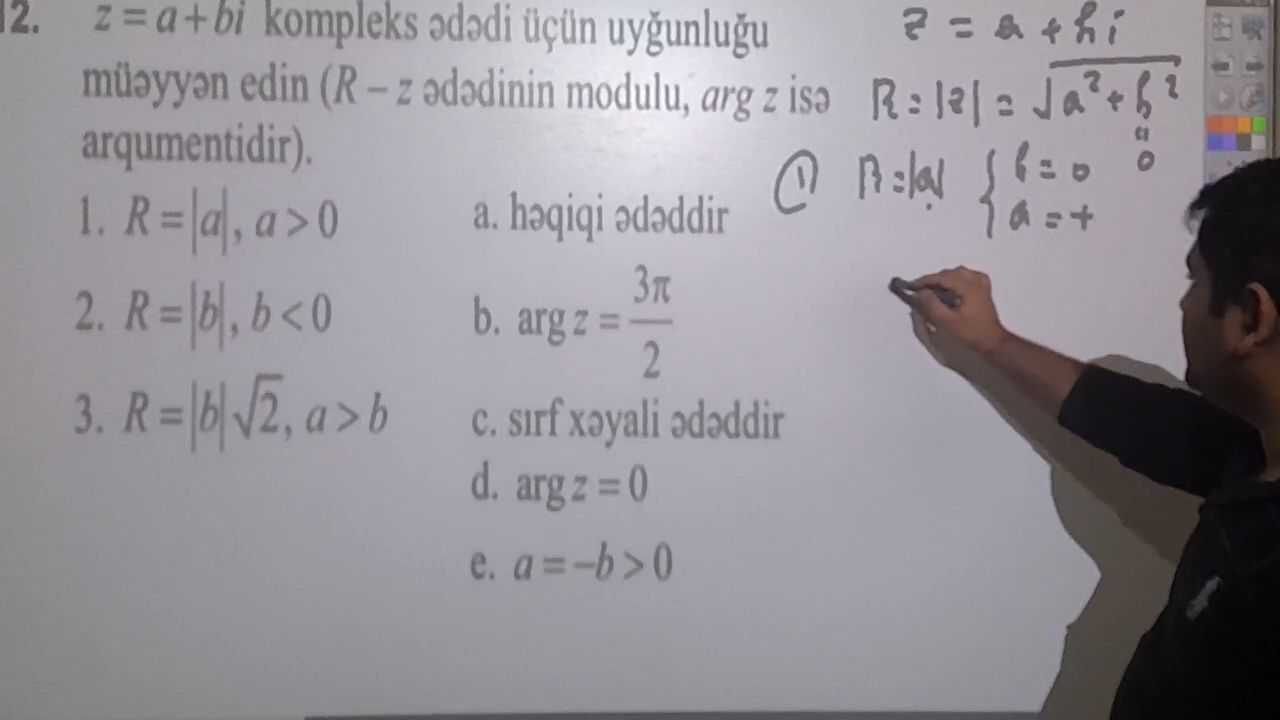 12. z = a + bi kompleks ədədi üçün uyğunluğu
müəyyən edin (R – z ədədinin modulu, arg z isə
arqumentidir).
1. R = |a|, a > 0
2. R = |b|, b < 0
3. R = |b|√2, a > b
a. həqiqi ədəddir
b. arg z = 3π/2
c. sırf xəyali ədəddir
d. arg z = 0
e. a = –b > 0
z = a + bi
R = |z| = √a² + b²
"
0
① R = |a| { b = 0
a = +